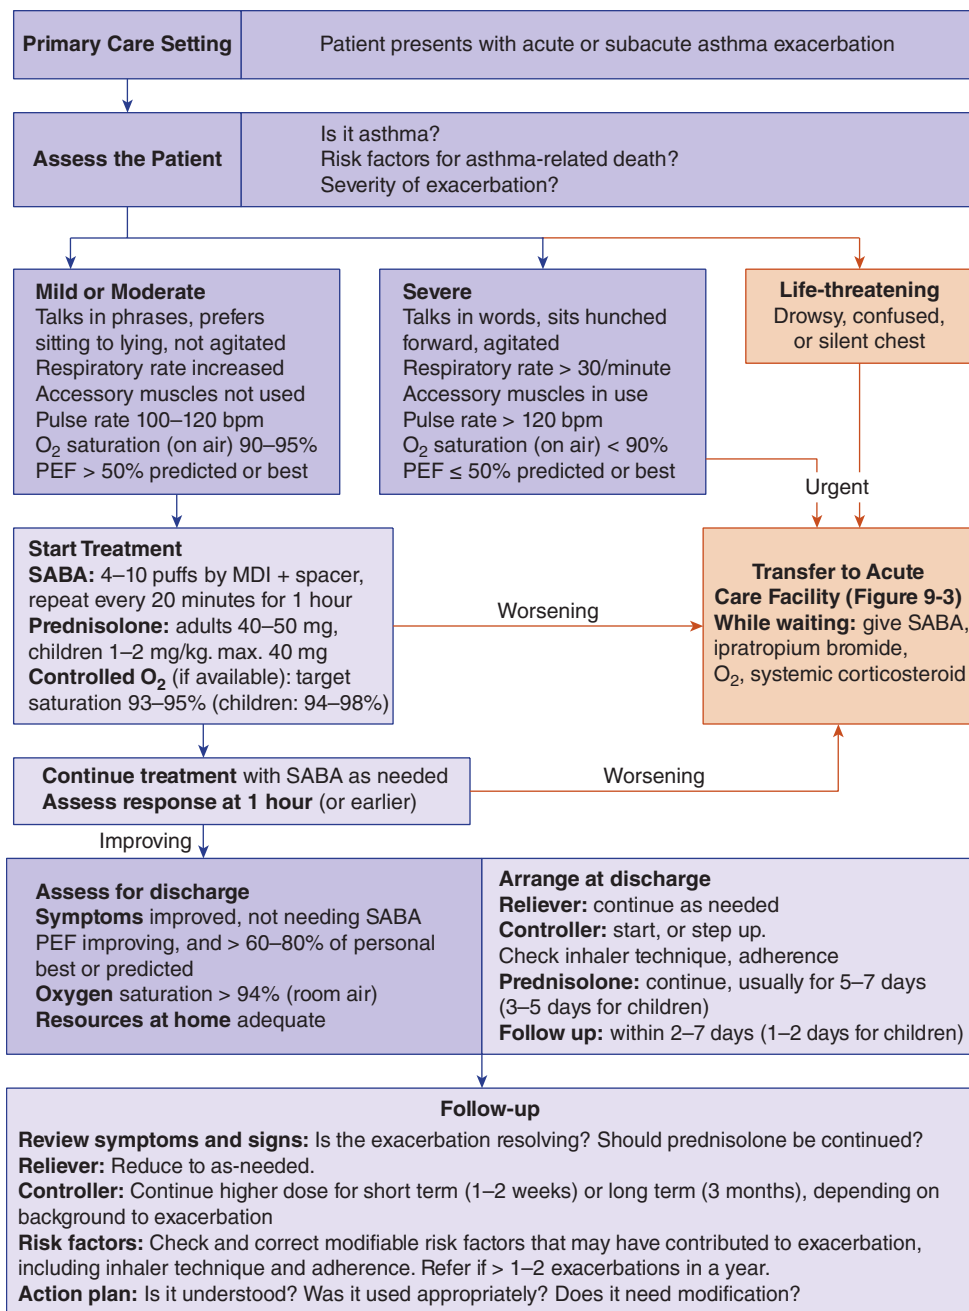 Primary Care Setting
Patient presents with acute or subacute asthma exacerbation
Assess the Patient
Is it asthma?
Risk factors for asthma-related death?
Severity of exacerbation?
Mild or Moderate
Talks in phrases, prefers
sitting to lying, not agitated
Respiratory rate increased
Accessory muscles not used
Pulse rate 100–120 bpm
O₂ saturation (on air) 90–95%
PEF > 50% predicted or best
Severe
Talks in words, sits hunched
forward, agitated
Respiratory rate > 30/minute
Accessory muscles in use
Pulse rate > 120 bpm
O₂ saturation (on air) < 90%
PEF ≤ 50% predicted or best
Life-threatening
Drowsy, confused,
or silent chest
Urgent
Start Treatment
SABA: 4–10 puffs by MDI + spacer,
repeat every 20 minutes for 1 hour
Prednisolone: adults 40–50 mg,
children 1–2 mg/kg. max. 40 mg
Controlled O₂ (if available): target
saturation 93–95% (children: 94–98%)
Worsening
Transfer to Acute
Care Facility (Figure 9-3)
While waiting: give SABA,
ipratropium bromide,
O₂, systemic corticosteroid
Continue treatment with SABA as needed
Assess response at 1 hour (or earlier)
Worsening
Improving
Assess for discharge
Symptoms improved, not needing SABA
PEF improving, and > 60–80% of personal
best or predicted
Oxygen saturation > 94% (room air)
Resources at home adequate
Arrange at discharge
Reliever: continue as needed
Controller: start, or step up.
Check inhaler technique, adherence
Prednisolone: continue, usually for 5–7 days
(3–5 days for children)
Follow up: within 2–7 days (1–2 days for children)
Follow-up
Review symptoms and signs: Is the exacerbation resolving? Should prednisolone be continued?
Reliever: Reduce to as-needed.
Controller: Continue higher dose for short term (1–2 weeks) or long term (3 months), depending on
background to exacerbation
Risk factors: Check and correct modifiable risk factors that may have contributed to exacerbation,
including inhaler technique and adherence. Refer if > 1–2 exacerbations in a year.
Action plan: Is it understood? Was it used appropriately? Does it need modification?